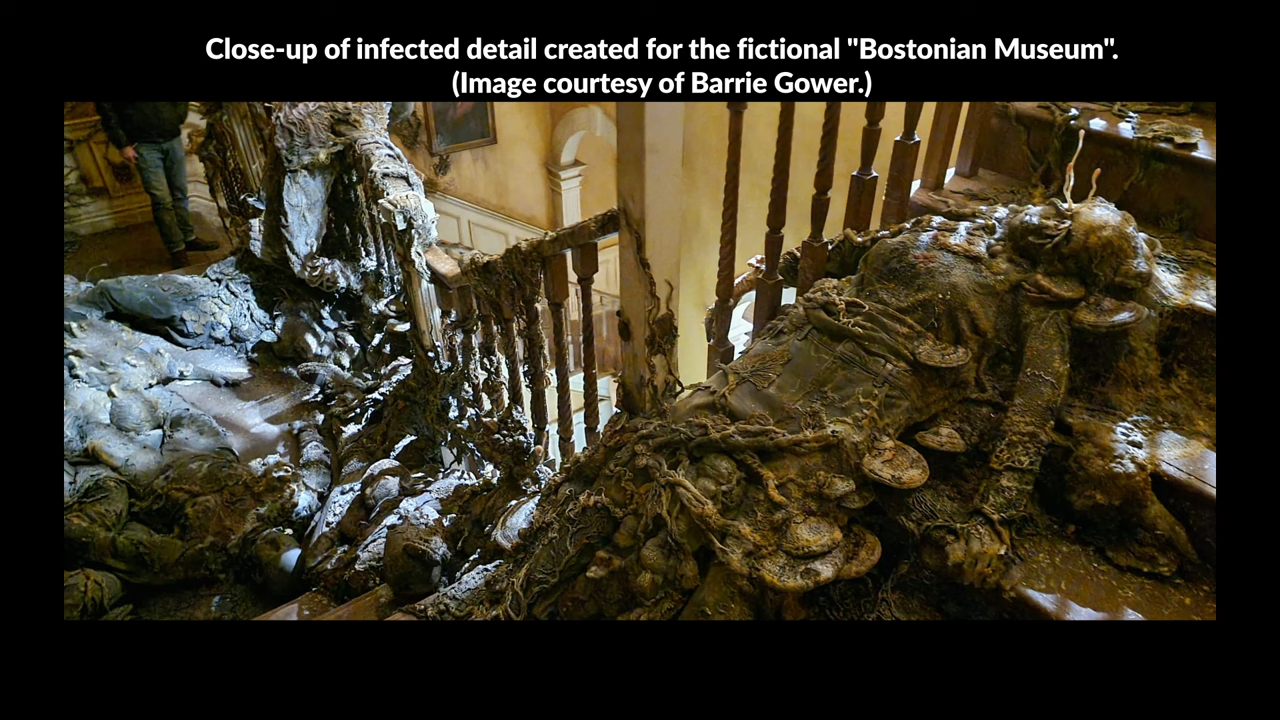 Close-up of infected detail created for the fictional "Bostonian Museum".
(Image courtesy of Barrie Gower.)